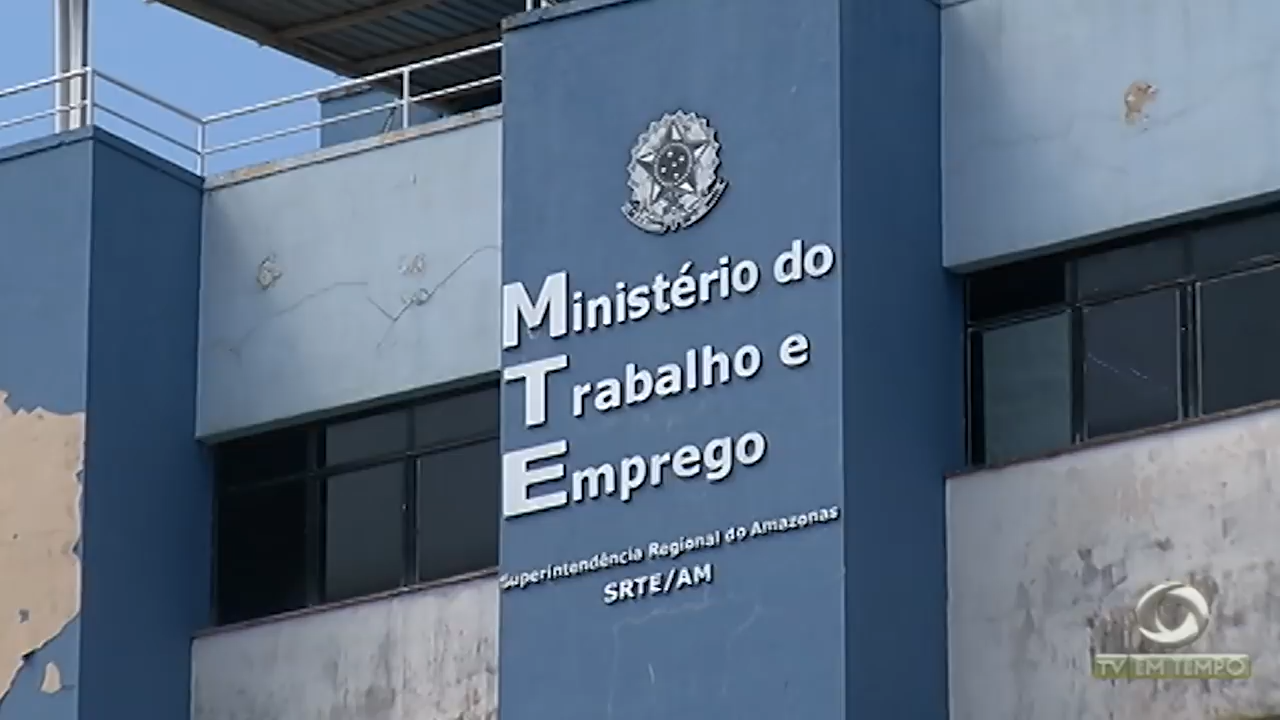 Ministério do
Trabalho e
Emprego
Superintendência Regional do Amazonas
SRTE/AM
TV EM TEMPO